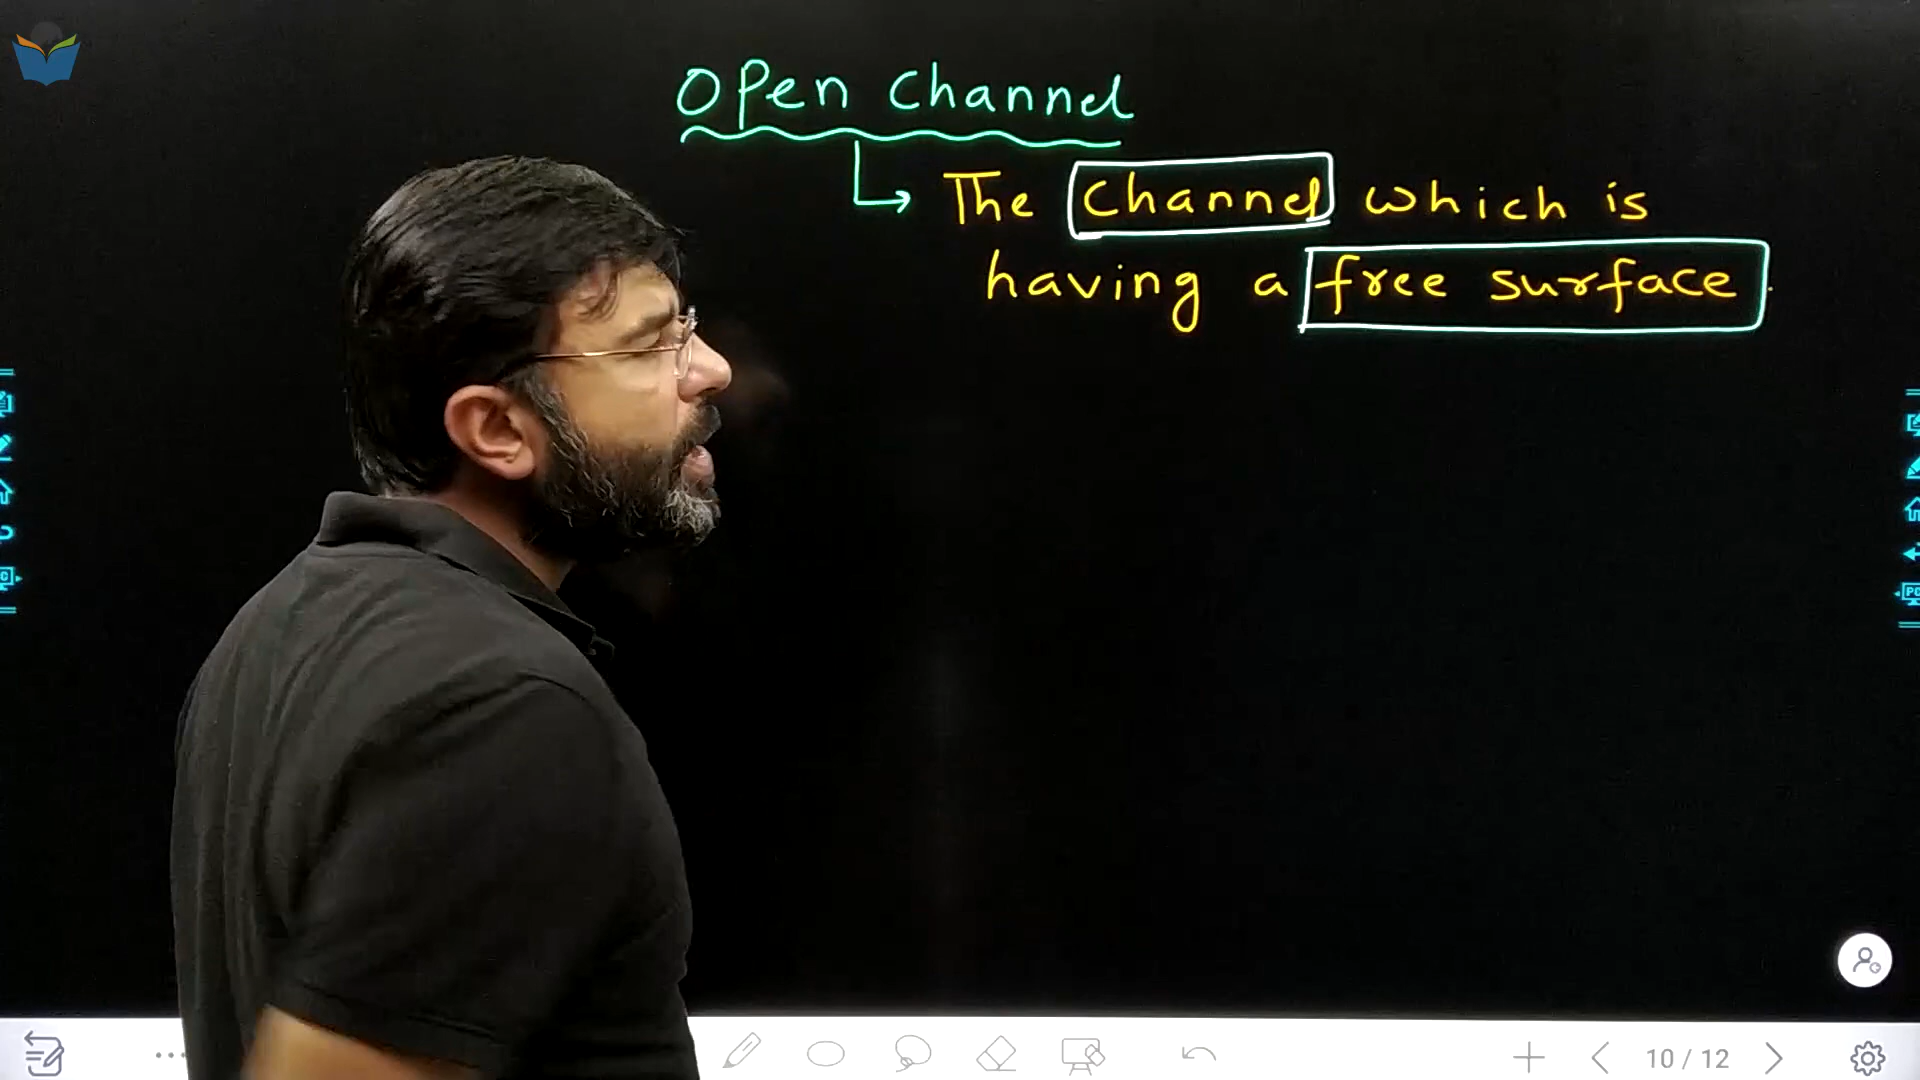 Open Channel
The Channel which is
having a free surface.
10 / 12